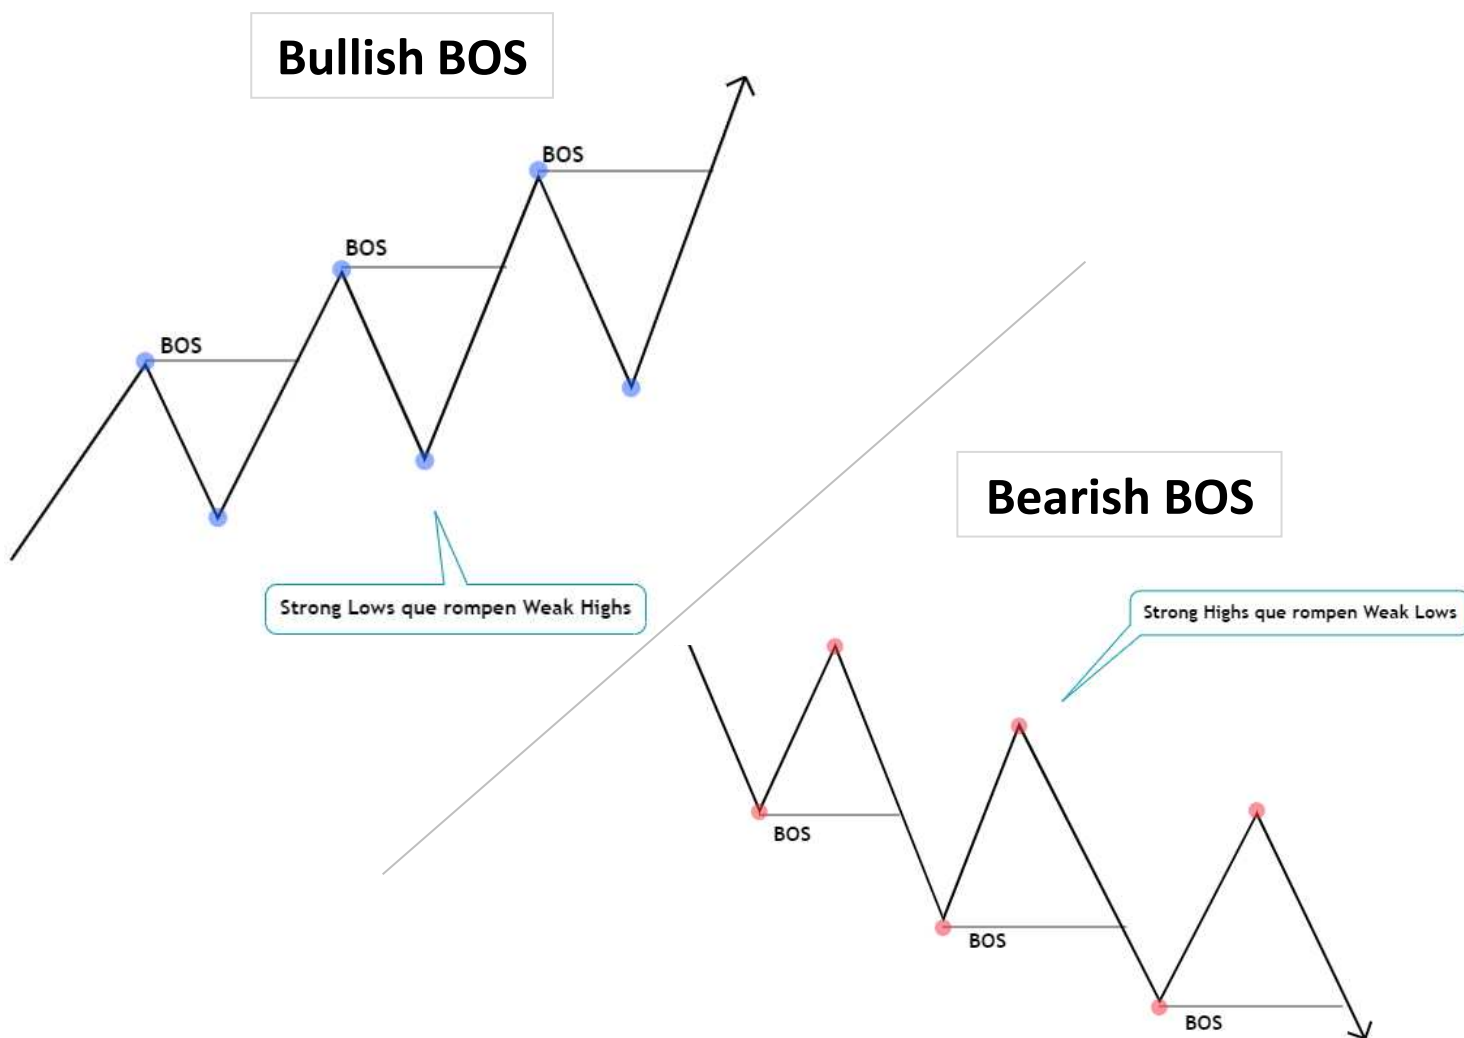 Bullish BOS
BOS
BOS
BOS
Strong Lows que rompen Weak Highs
Bearish BOS
Strong Highs que rompen Weak Lows
BOS
BOS
BOS